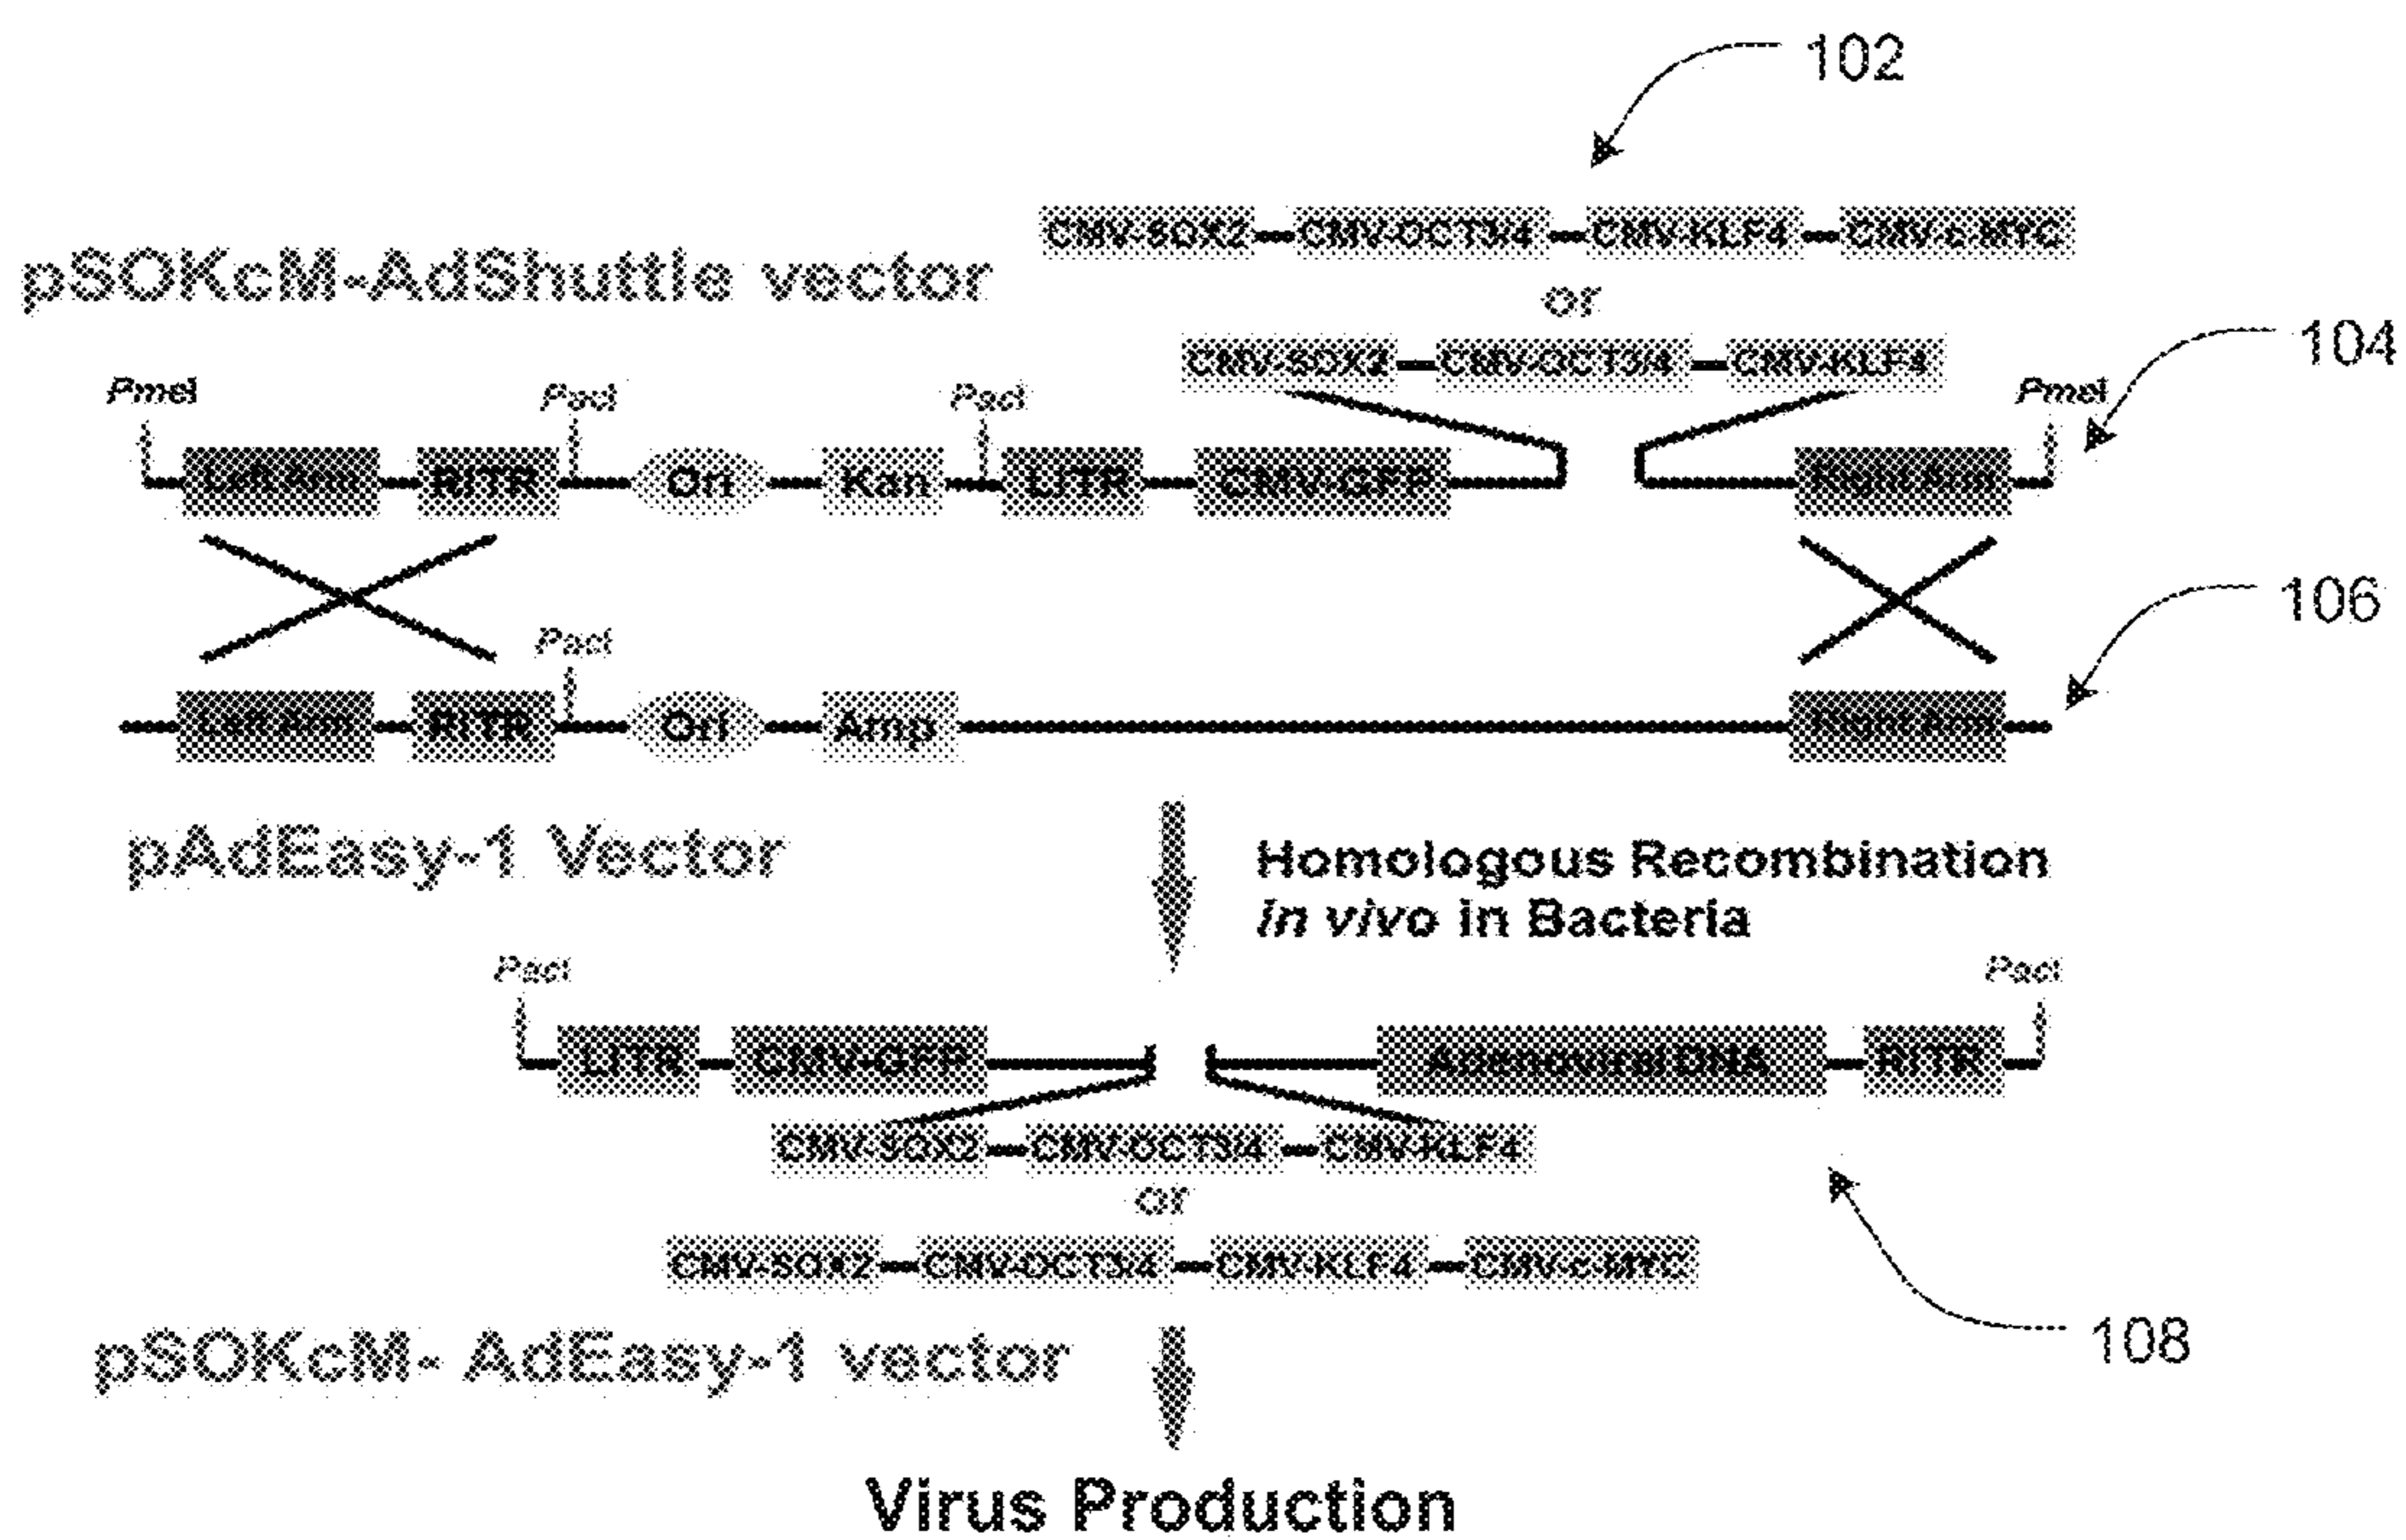 102
CMV-SOX2 CMV-OCT3/4 CMV-KLF4 CMV-c-MYC
pSOKcM-AdShuttle vector
or
104
CMV-SOX2 CMV-OCT3/4 CMV-KLF4
PmeI PacI PacI PmeI
Left Arm RITR Ori Kan LITR CMV-GFP Right Arm
106
PacI
Left Arm RITR Ori Amp Right Arm
pAdEasy-1 Vector
Homologous Recombination
in vivo in Bacteria
PacI PacI
LITR CMV-GFP Adenoviral DNA RITR
CMV-SOX2 CMV-OCT3/4 CMV-KLF4
or
CMV-SOX2 CMV-OCT3/4 CMV-KLF4 CMV-c-MYC
108
pSOKcM- AdEasy-1 vector
Virus Production